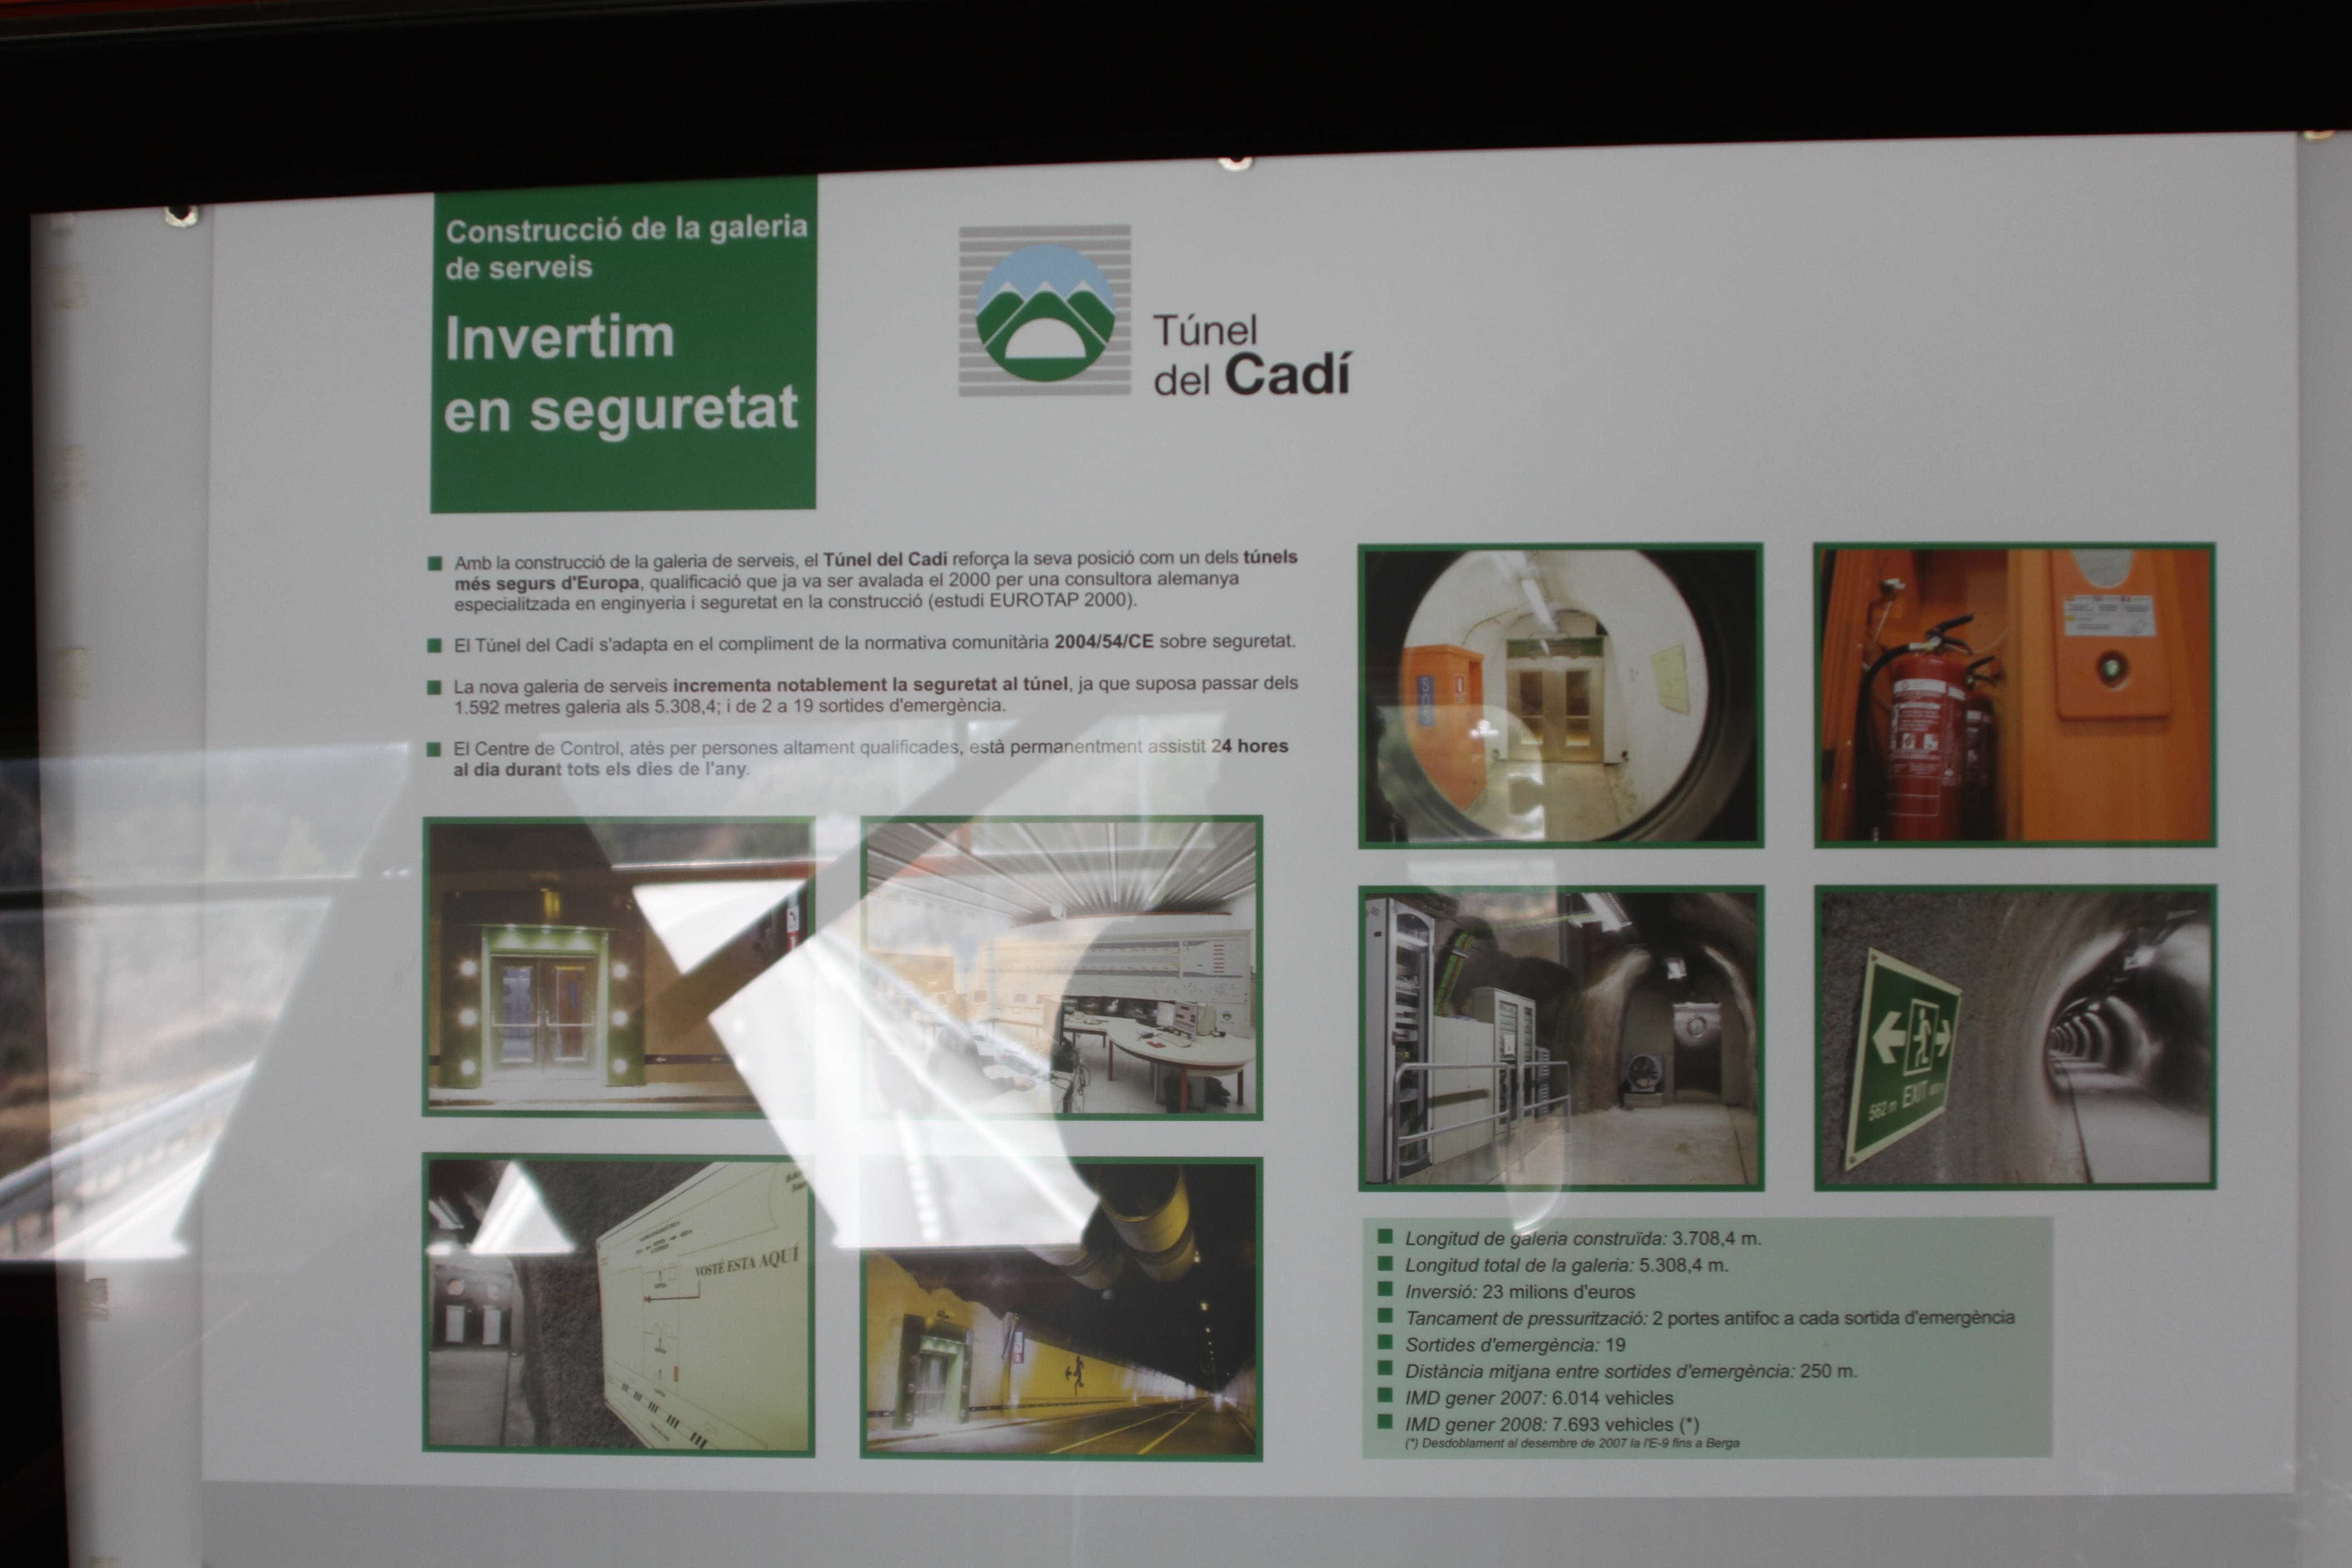 Construcció de la galeria
de serveis
Invertim
en seguretat
Túnel
del Cadí
Amb la construcció de la galeria de serveis, el Túnel del Cadí reforça la seva posició com un dels túnels
més segurs d'Europa, qualificació que ja va ser avalada el 2000 per una consultora alemanya
especialitzada en enginyeria i seguretat en la construcció (estudi EUROTAP 2000).
El Túnel del Cadí s'adapta en el compliment de la normativa comunitària 2004/54/CE sobre seguretat.
La nova galeria de serveis incrementa notablement la seguretat al túnel, ja que suposa passar dels
1.592 metres galeria als 5.308,4; i de 2 a 19 sortides d'emergència.
El Centre de Control, atès per persones altament qualificades, està permanentment assistit 24 hores
al dia durant tots els dies de l'any.
SOS
562 m EXIT
VOSTÉ ESTA AQUÍ
Longitud de galeria construïda: 3.708,4 m.
Longitud total de la galeria: 5.308,4 m.
Inversió: 23 milions d'euros
Tancament de pressurització: 2 portes antifoc a cada sortida d'emergència
Sortides d'emergència: 19
Distància mitjana entre sortides d'emergència: 250 m.
IMD gener 2007: 6.014 vehicles
IMD gener 2008: 7.693 vehicles (*)
(*) Desdoblament al desembre de 2007 la l'E-9 fins a Berga